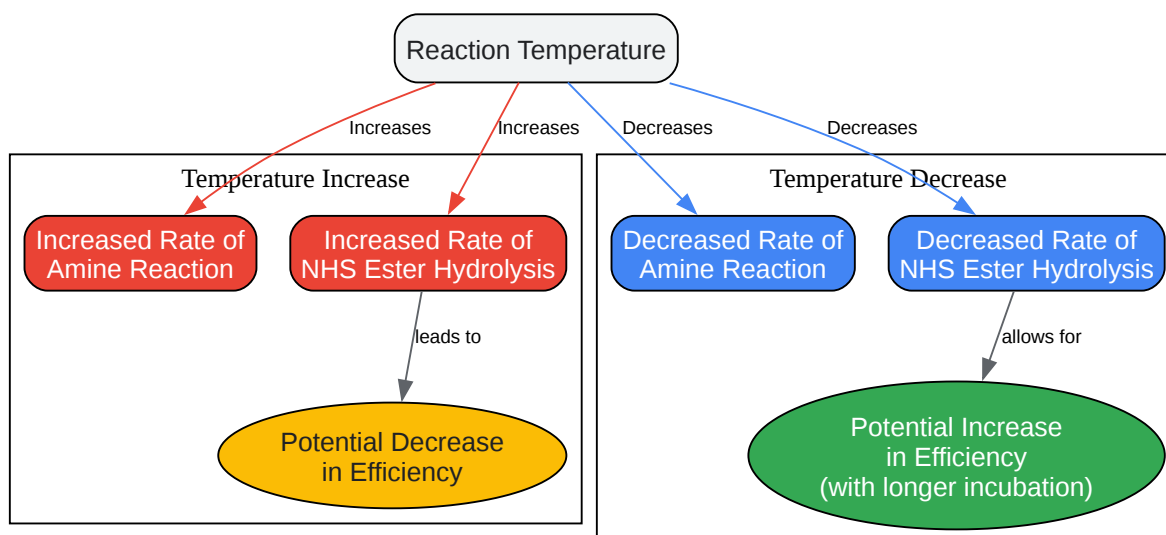 Reaction Temperature
Increases
Increases
Decreases
Decreases
Temperature Increase
Temperature Decrease
Increased Rate of
Amine Reaction
Increased Rate of
NHS Ester Hydrolysis
Decreased Rate of
Amine Reaction
Decreased Rate of
NHS Ester Hydrolysis
leads to
allows for
Potential Decrease
in Efficiency
Potential Increase
in Efficiency
(with longer incubation)